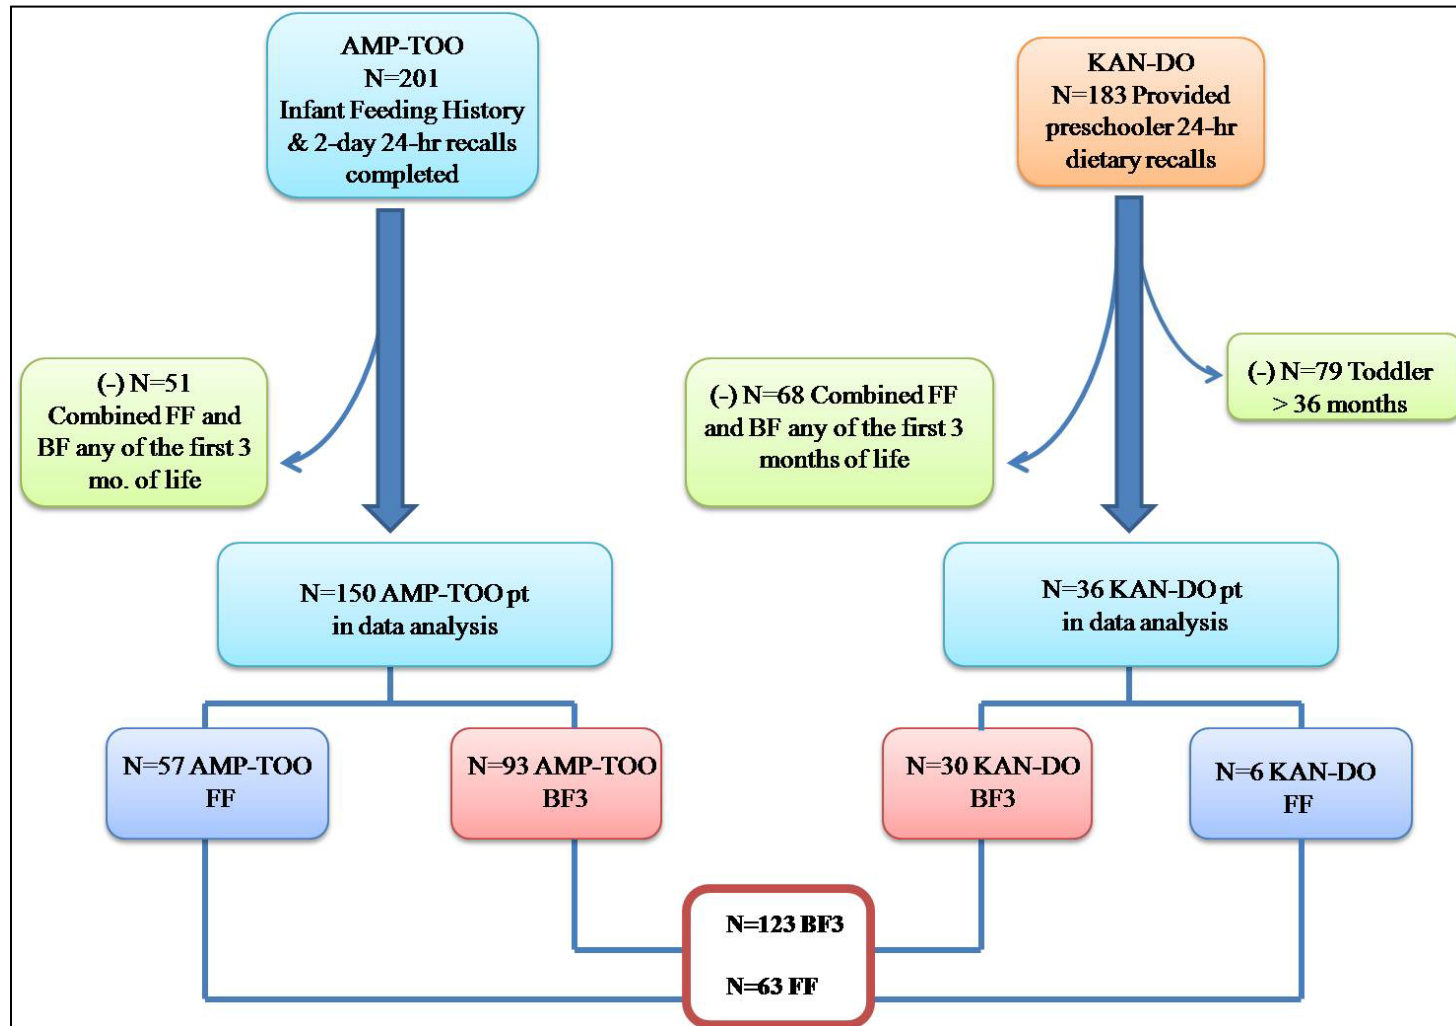 AMP-TOO
N=201
Infant Feeding History
& 2-day 24-hr recalls
completed
KAN-DO
N=183 Provided
preschooler 24-hr
dietary recalls
(-) N=51
Combined FF and
BF any of the first 3
mo. of life
(-) N=68 Combined FF
and BF any of the first 3
months of life
(-) N=79 Toddler
> 36 months
N=150 AMP-TOO pt
in data analysis
N=36 KAN-DO pt
in data analysis
N=57 AMP-TOO
FF
N=93 AMP-TOO
BF3
N=30 KAN-DO
BF3
N=6 KAN-DO
FF
N=123 BF3
N=63 FF